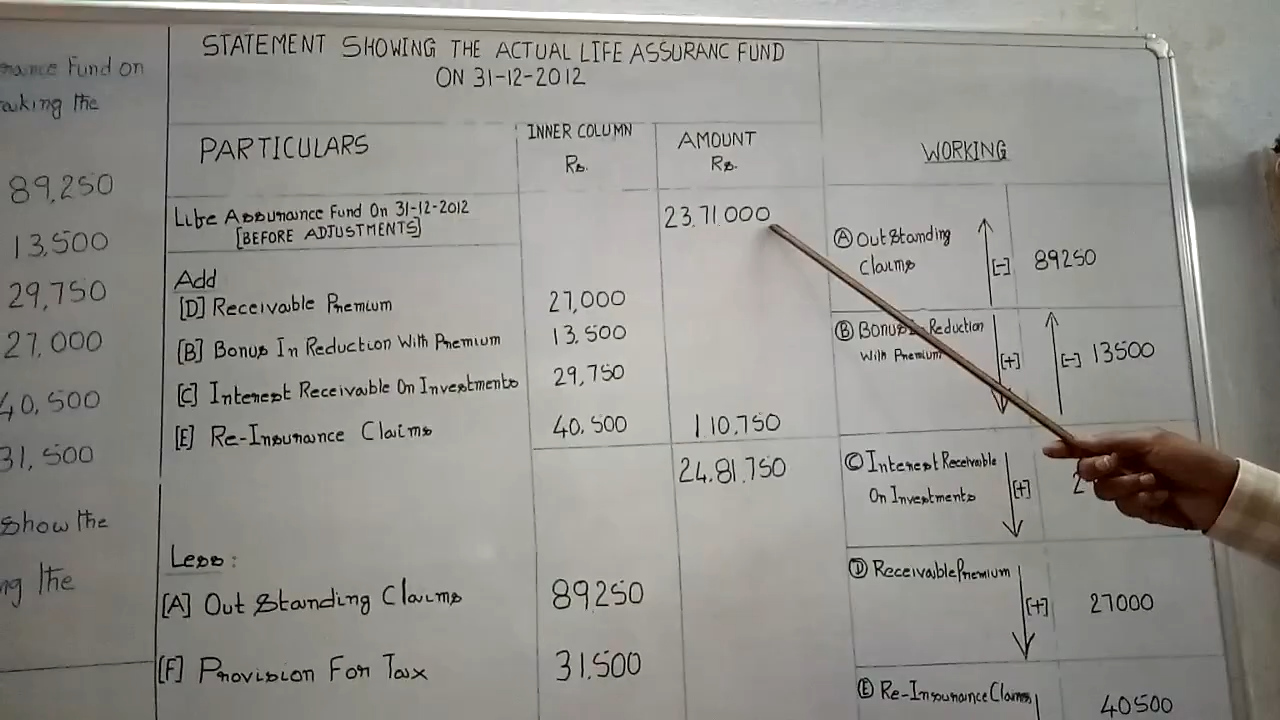 rance Fund on
aking the
89,250
13,500
29,750
27,000
40,500
31,500
show the
ng the
STATEMENT SHOWING THE ACTUAL LIFE ASSURANC FUND
ON 31-12-2012
PARTICULARS
INNER COLUMN
Rs.
AMOUNT
Rs.
Life Assurance Fund On 31-12-2012
[BEFORE ADJUSTMENTS]
23,71,000
Add
[D] Receivable Premium
27,000
[B] Bonus In Reduction With Premium
13,500
[C] Interest Receivable On Investments
29,750
[E] Re-Insurance Claims
40,500
1,10,750
24,81,750
Less:
[A] Out Standing Claims
89250
[F] Provision For Tax
31,500
WORKING
(A) Out Standing
Claims
[-]
89250
(B) Bonus In Reduction
With Premium
[+]
[-]
13500
(C) Interest Receivable
On Investments
[+]
2
(D) Receivable Premium
[+]
27000
(E) Re-Insurance Claims
40500